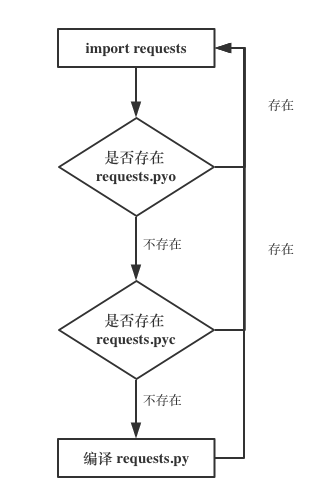 import requests
存在
是否存在
requests.pyo
不存在
存在
是否存在
requests.pyc
不存在
编译 requests.py